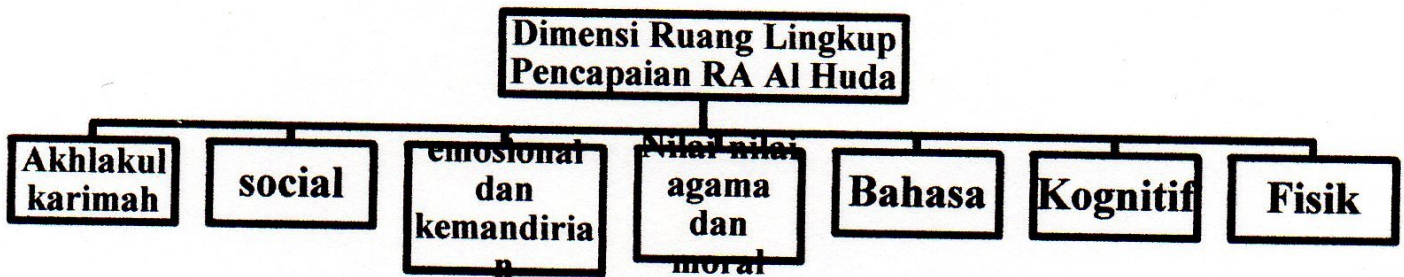 Dimensi Ruang Lingkup
Pencapaian RA Al Huda
Akhlakul
karimah
social
emosional
dan
kemandiria
n
Nilai nilai
agama
dan
moral
Bahasa
Kognitif
Fisik